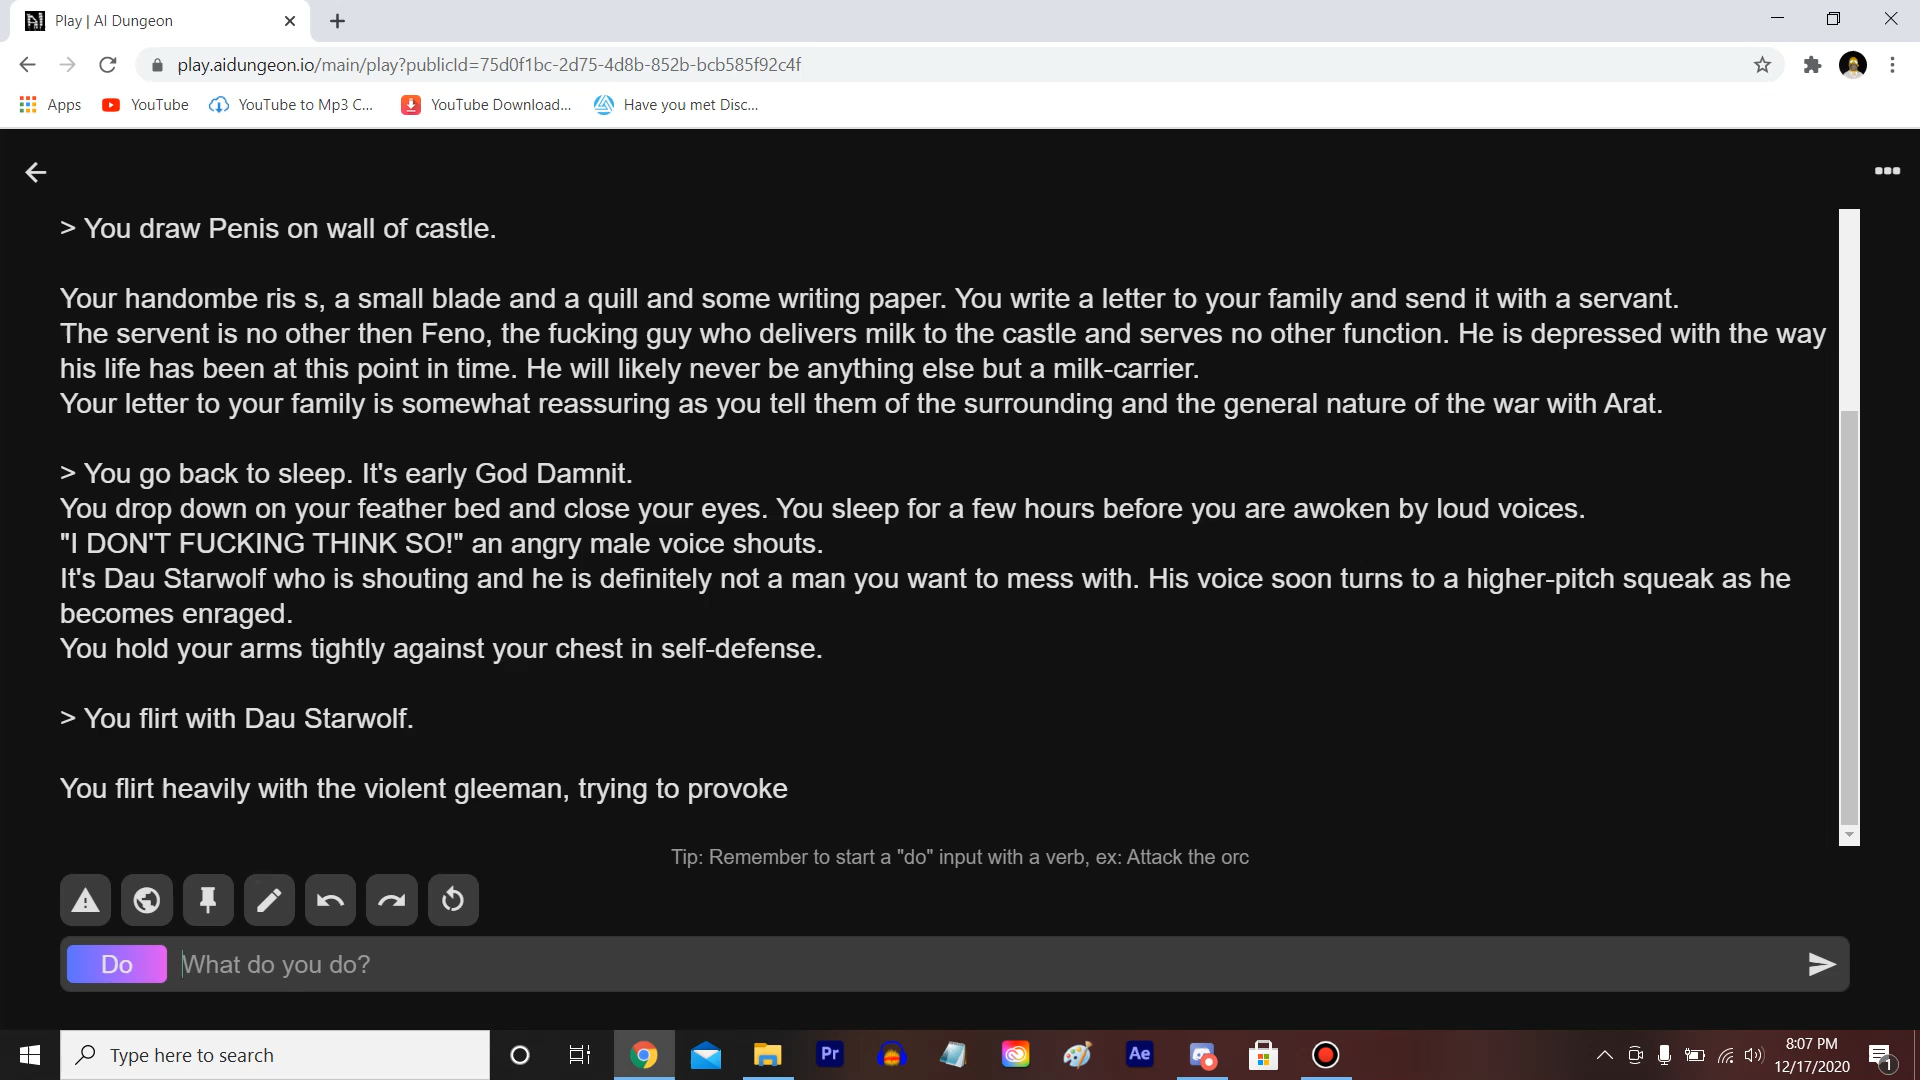 Play | AI Dungeon
play.aidungeon.io/main/play?publicId=75d0f1bc-2d75-4d8b-852b-bcb585f92c4f
Apps YouTube YouTube to Mp3 C... YouTube Download... Have you met Disc...
> You draw Penis on wall of castle.
Your handombe ris s, a small blade and a quill and some writing paper. You write a letter to your family and send it with a servant.
The servent is no other then Feno, the fucking guy who delivers milk to the castle and serves no other function. He is depressed with the way
his life has been at this point in time. He will likely never be anything else but a milk-carrier.
Your letter to your family is somewhat reassuring as you tell them of the surrounding and the general nature of the war with Arat.
> You go back to sleep. It's early God Damnit.
You drop down on your feather bed and close your eyes. You sleep for a few hours before you are awoken by loud voices.
"I DON'T FUCKING THINK SO!" an angry male voice shouts.
It's Dau Starwolf who is shouting and he is definitely not a man you want to mess with. His voice soon turns to a higher-pitch squeak as he
becomes enraged.
You hold your arms tightly against your chest in self-defense.
> You flirt with Dau Starwolf.
You flirt heavily with the violent gleeman, trying to provoke
Tip: Remember to start a "do" input with a verb, ex: Attack the orc
Do What do you do?
Type here to search
Pr
Ae
8:07 PM
12/17/2020
1